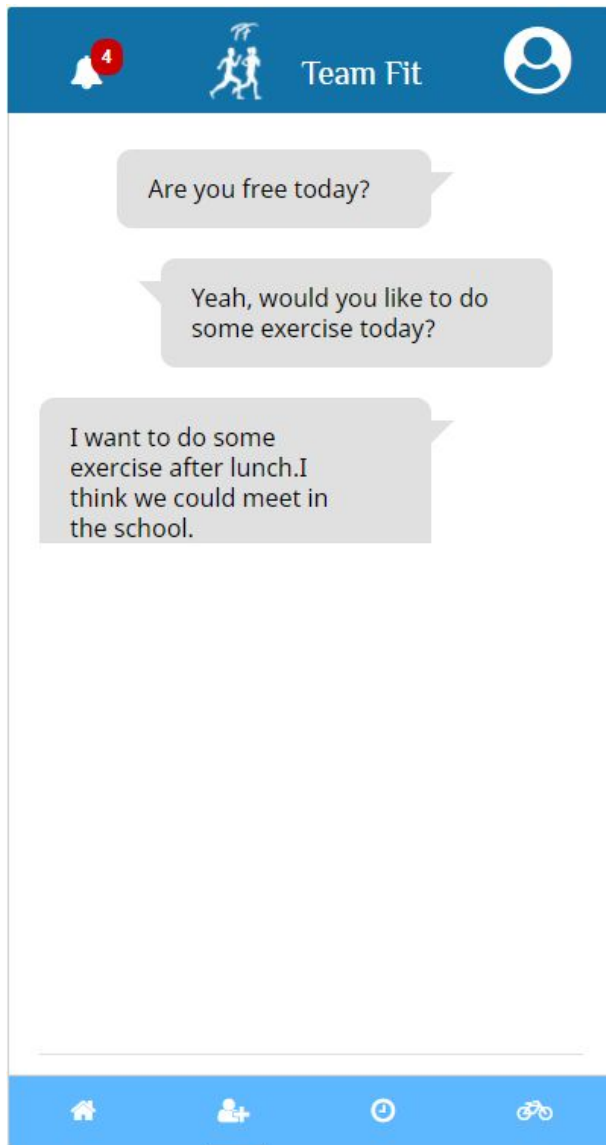 4
Team Fit
Are you free today?
Yeah, would you like to do
some exercise today?
I want to do some
exercise after lunch.I
think we could meet in
the school.